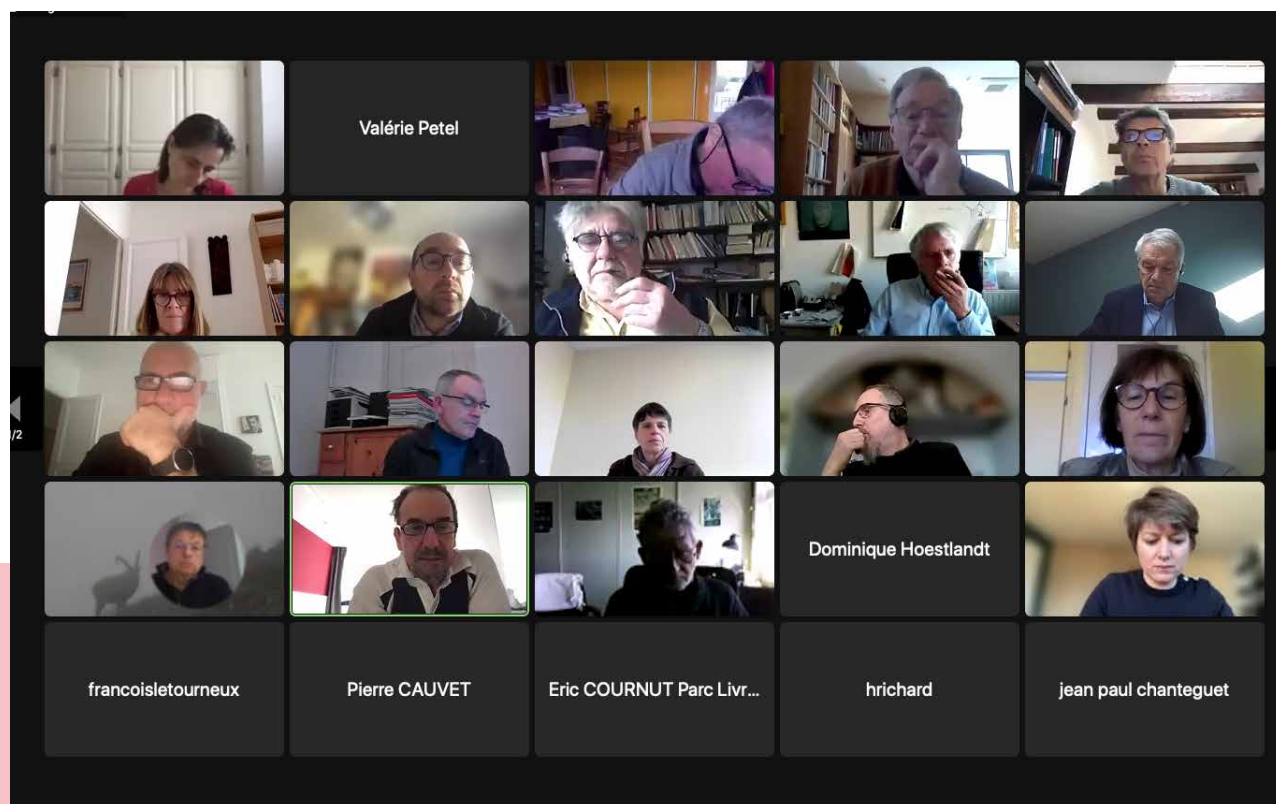 Valérie Petel
Dominique Hoestlandt
francoisletourneux
Pierre CAUVET
Eric COURNUT Parc Livr...
hrichard
jean paul chanteguet